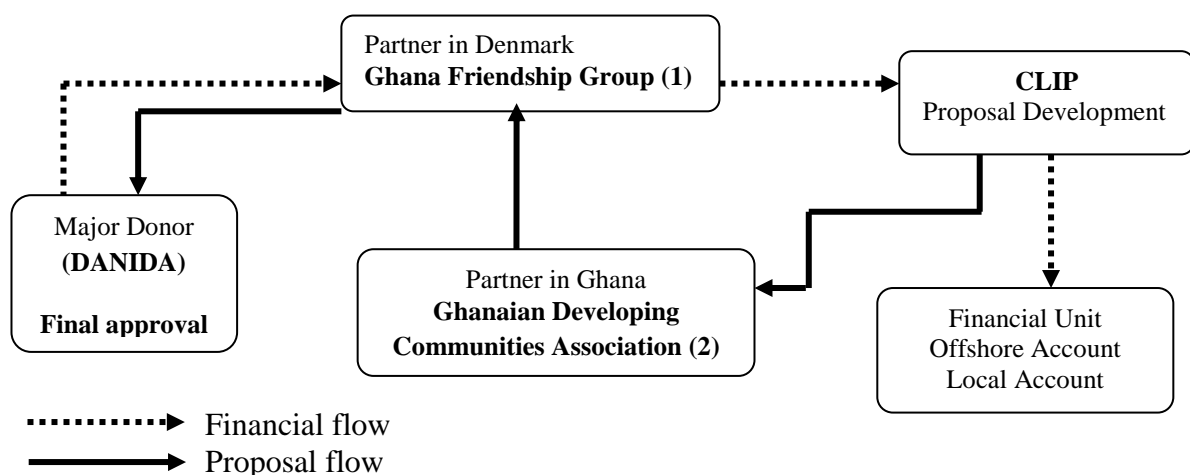 Partner in Denmark
Ghana Friendship Group (1)
CLIP
Proposal Development
Major Donor
(DANIDA)
Final approval
Partner in Ghana
Ghanaian Developing
Communities Association (2)
Financial Unit
Offshore Account
Local Account
Financial flow
Proposal flow